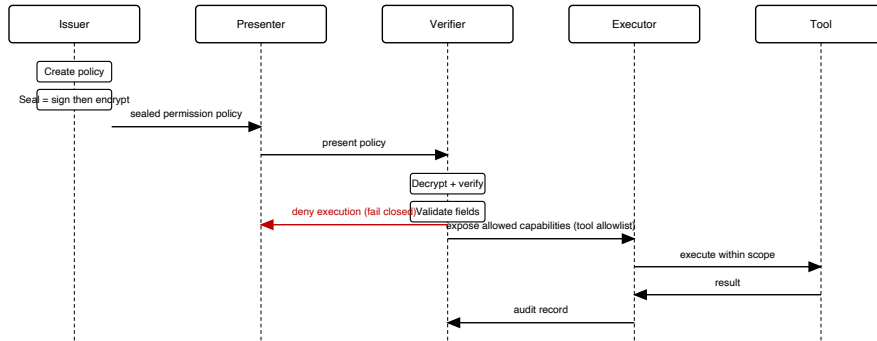 Issuer
Presenter
Verifier
Executor
Tool
Create policy
Seal = sign then encrypt
sealed permission policy
present policy
Decrypt + verify
deny execution (fail closed)
Validate fields
expose allowed capabilities (tool allowlist)
execute within scope
result
audit record